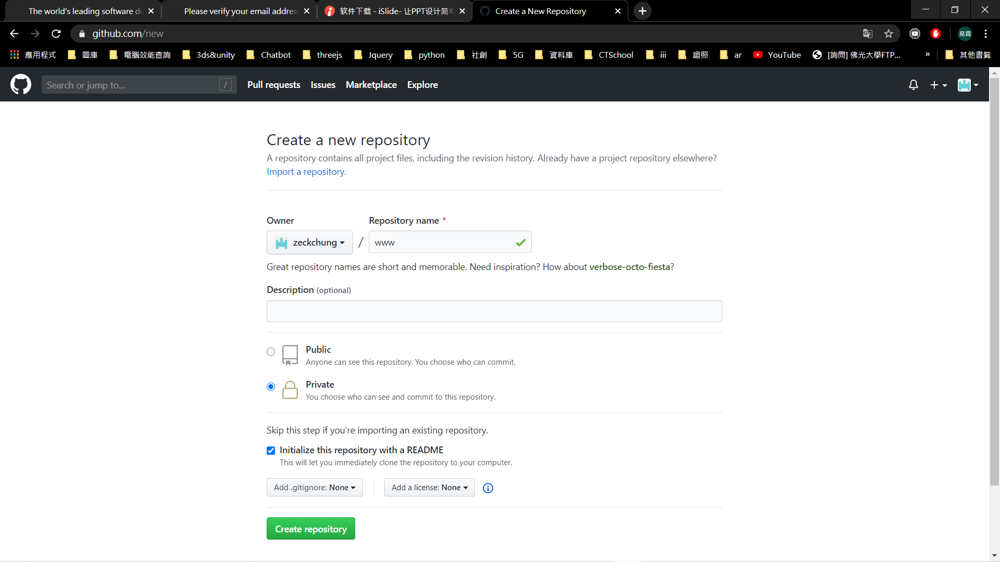 The world's leading software de
Please verify your email addres
软件下载 - iSlide- 让PPT设计简单
Create a New Repository
github.com/new
易霖
應用程式
圖庫
電腦效能查詢
3ds&unity
Chatbot
threejs
Jquery
python
社創
5G
資料庫
CTSchool
iii
證照
ar
YouTube
[詢問] 佛光大學FTP...
»
其他書籤
Search or jump to...
/
Pull requests
Issues
Marketplace
Explore
Create a new repository
A repository contains all project files, including the revision history. Already have a project repository elsewhere?
Import a repository.
Owner
Repository name *
zeckchung
/
www
Great repository names are short and memorable. Need inspiration? How about verbose-octo-fiesta?
Description (optional)
Public
Anyone can see this repository. You choose who can commit.
Private
You choose who can see and commit to this repository.
Skip this step if you’re importing an existing repository.
Initialize this repository with a README
This will let you immediately clone the repository to your computer.
Add .gitignore: None
Add a license: None
Create repository